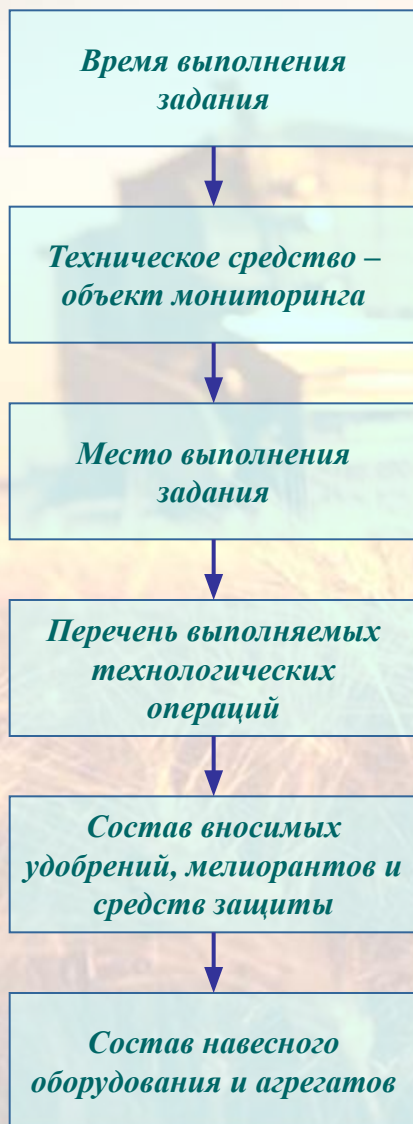 Время выполнения
задания
Техническое средство –
объект мониторинга
Место выполнения
задания
Перечень выполняемых
технологических
операций
Состав вносимых
удобрений, мелиорантов и
средств защиты
Состав навесного
оборудования и агрегатов